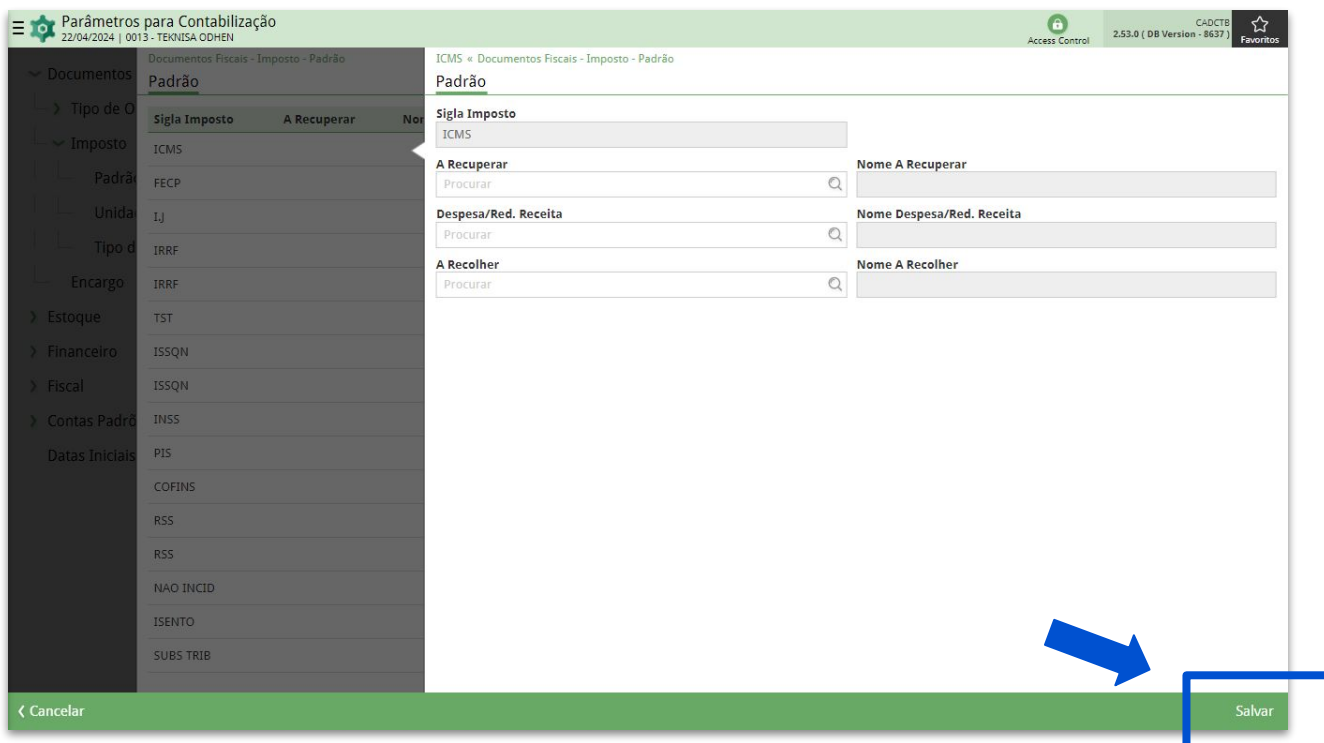 Parâmetros para Contabilização
22/04/2024 | 0013 - TEKNISA ODHEN
Access Control
CADCTB
2.53.0 ( DB Version - 8637 )
Favoritos
Documentos
Tipo de O
Imposto
Padrã
Unida
Tipo d
Encargo
Estoque
Financeiro
Fiscal
Contas Padrõ
Datas Iniciais
Documentos Fiscais - Imposto - Padrão
Padrão
Sigla Imposto A Recuperar Nor
ICMS
FECP
I.J
IRRF
IRRF
TST
ISSQN
ISSQN
INSS
PIS
COFINS
RSS
RSS
NAO INCID
ISENTO
SUBS TRIB
ICMS « Documentos Fiscais - Imposto - Padrão
Padrão
Sigla Imposto
ICMS
A Recuperar Nome A Recuperar
Procurar
Despesa/Red. Receita Nome Despesa/Red. Receita
Procurar
A Recolher Nome A Recolher
Procurar
Cancelar Salvar